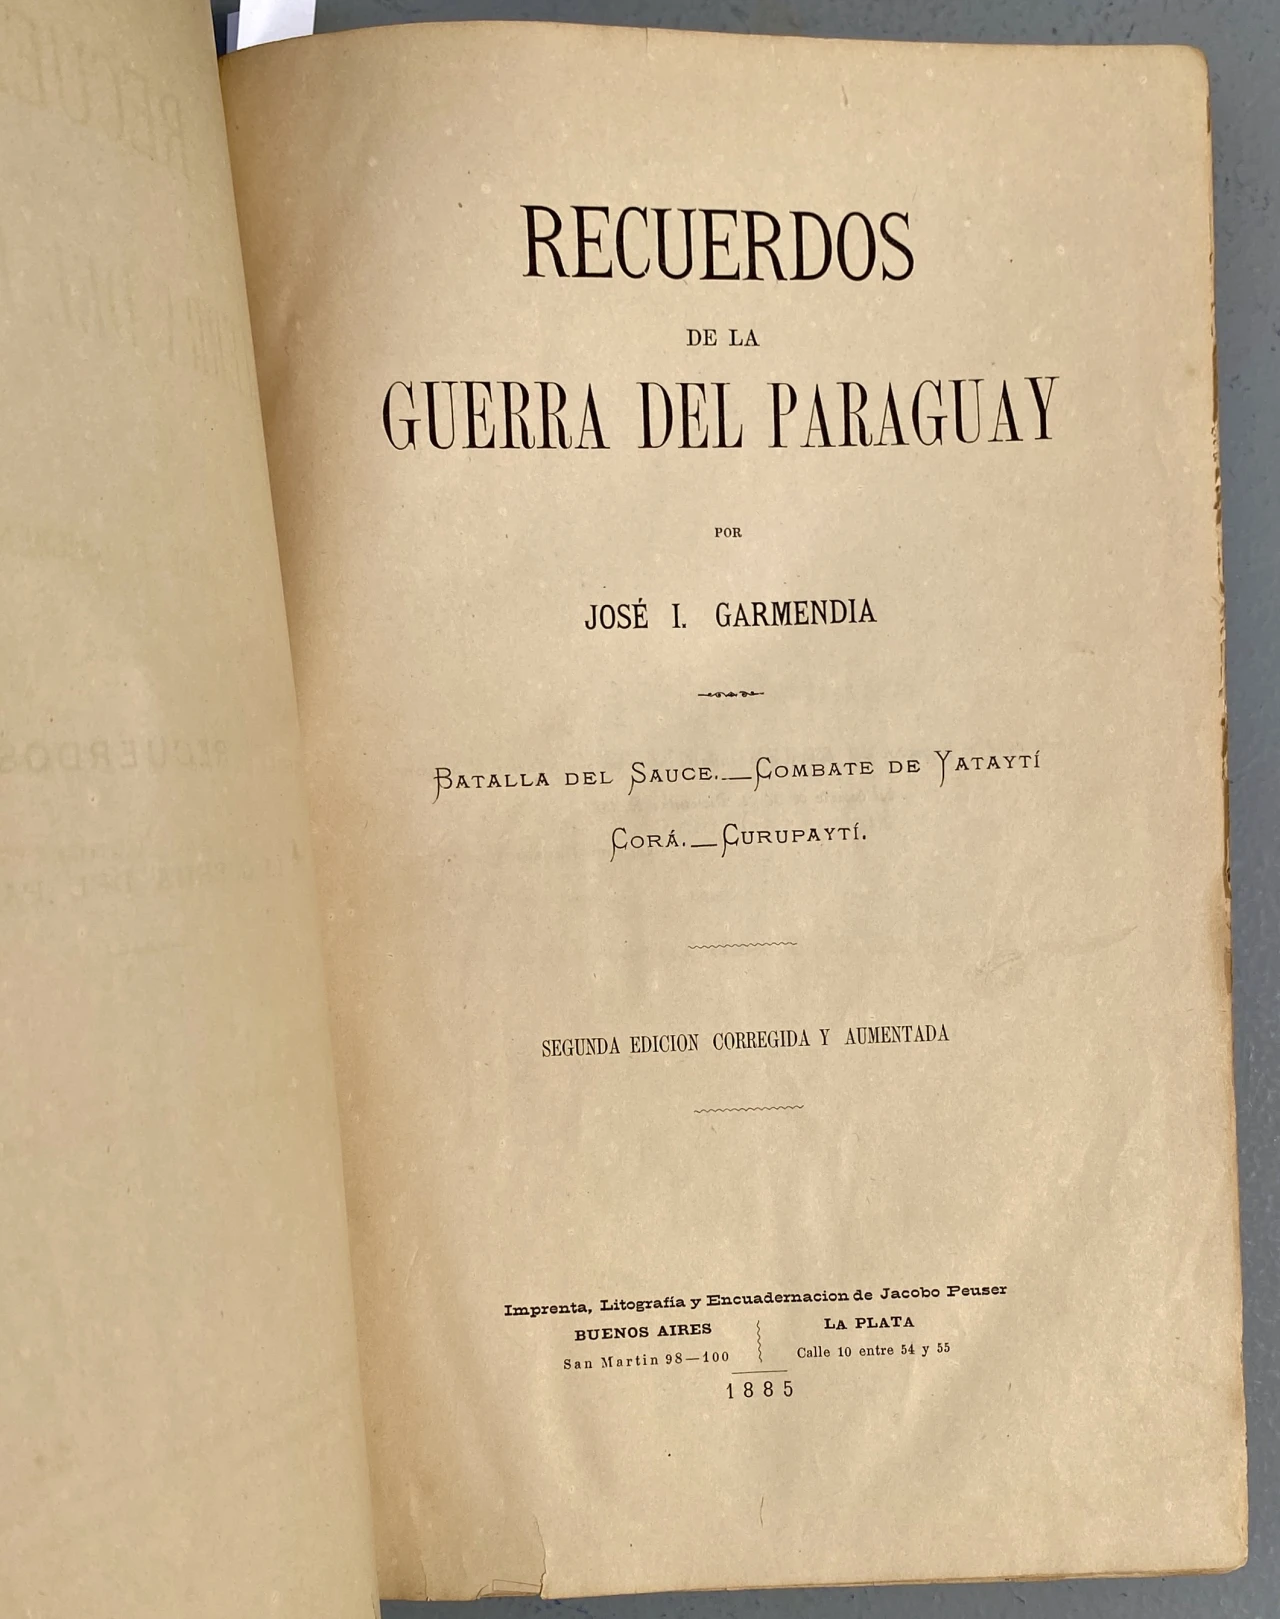 RECUERDOS
DE LA
GUERRA DEL PARAGUAY
POR
JOSÉ I. GARMENDIA
BATALLA DEL SAUCE.—COMBATE DE YATAYTÍ
CORÁ.—CURUPAYTÍ.
SEGUNDA EDICION CORREGIDA Y AUMENTADA
Imprenta, Litografía y Encuadernacion de Jacobo Peuser
BUENOS AIRES
San Martin 98—100
LA PLATA
Calle 10 entre 54 y 55
1885